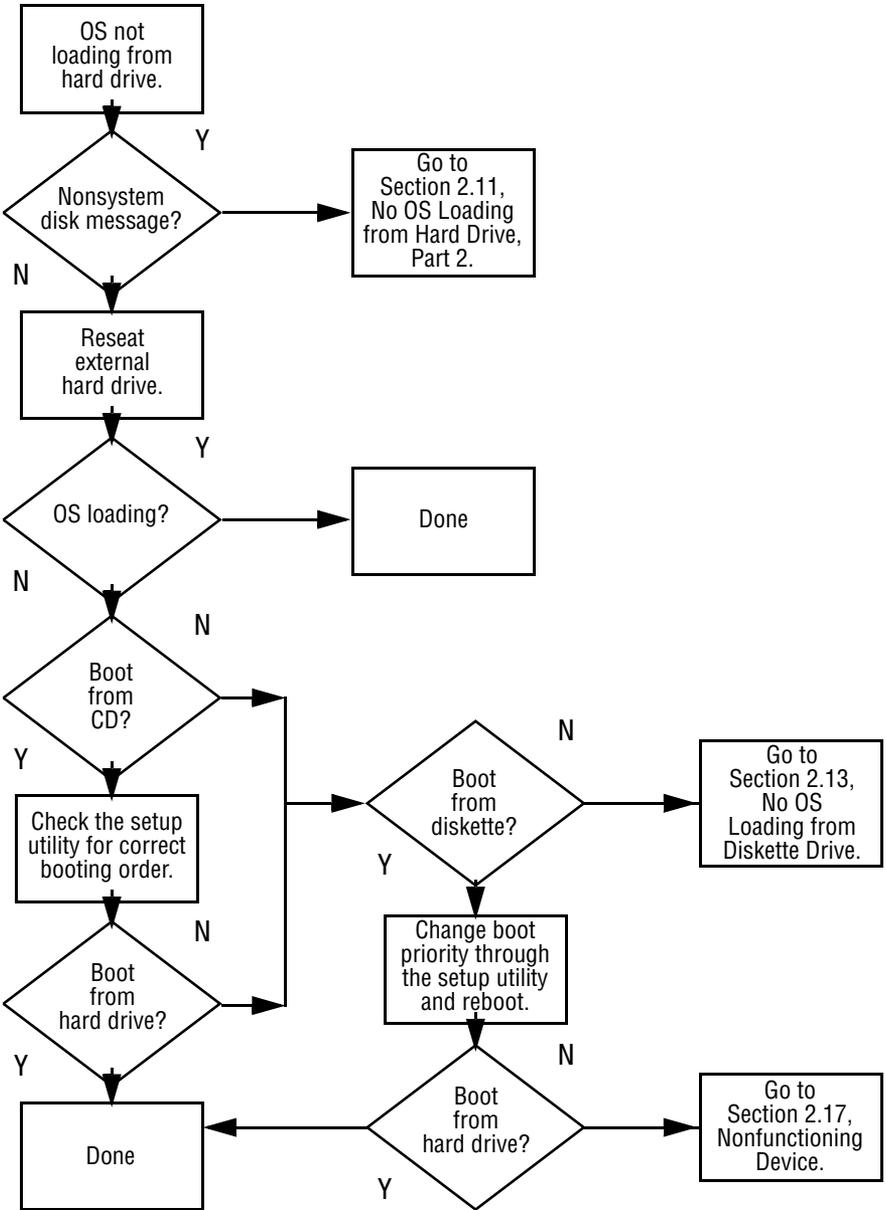 OS not
loading from
hard drive.
Y
Nonsystem
disk message?
Go to
Section 2.11,
No OS Loading
from Hard Drive,
Part 2.
N
Reseat
external
hard drive.
Y
OS loading?
Done
N
N
Boot
from
CD?
Y
Check the setup
utility for correct
booting order.
N
Boot
from
hard drive?
Y
Done
N
Boot
from
diskette?
Go to
Section 2.13,
No OS
Loading from
Diskette Drive.
Y
Change boot
priority through
the setup utility
and reboot.
N
Boot
from
hard drive?
Go to
Section 2.17,
Nonfunctioning
Device.
Y